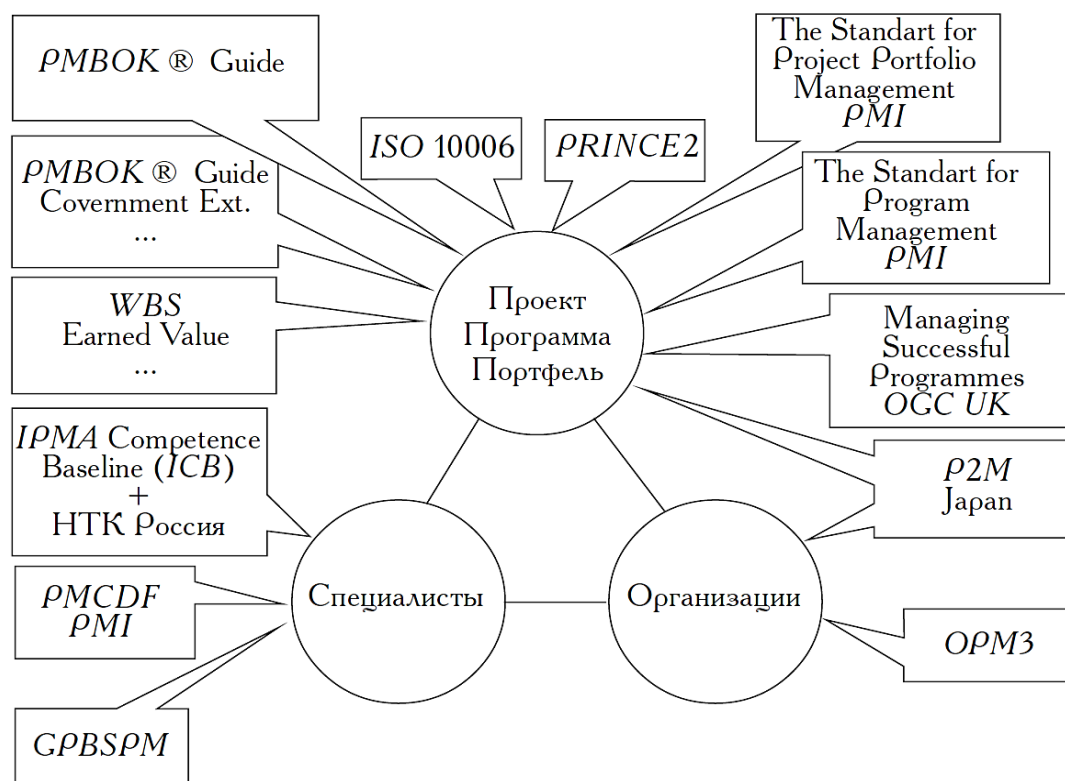 PMBOK ® Guide
ISO 10006
PRINCE2
The Standart for
Project Portfolio
Management
PMI
PMBOK ® Guide
Covernment Ext.
...
The Standart for
Program
Management
PMI
WBS
Earned Value
...
Проект
Программа
Портфель
Managing
Successful
Programmes
OGC UK
IPMA Competence
Baseline (ICB)
+
НТК Россия
P2M
Japan
PMCDF
PMI
Специалисты
Организации
OPM3
GPBSPM